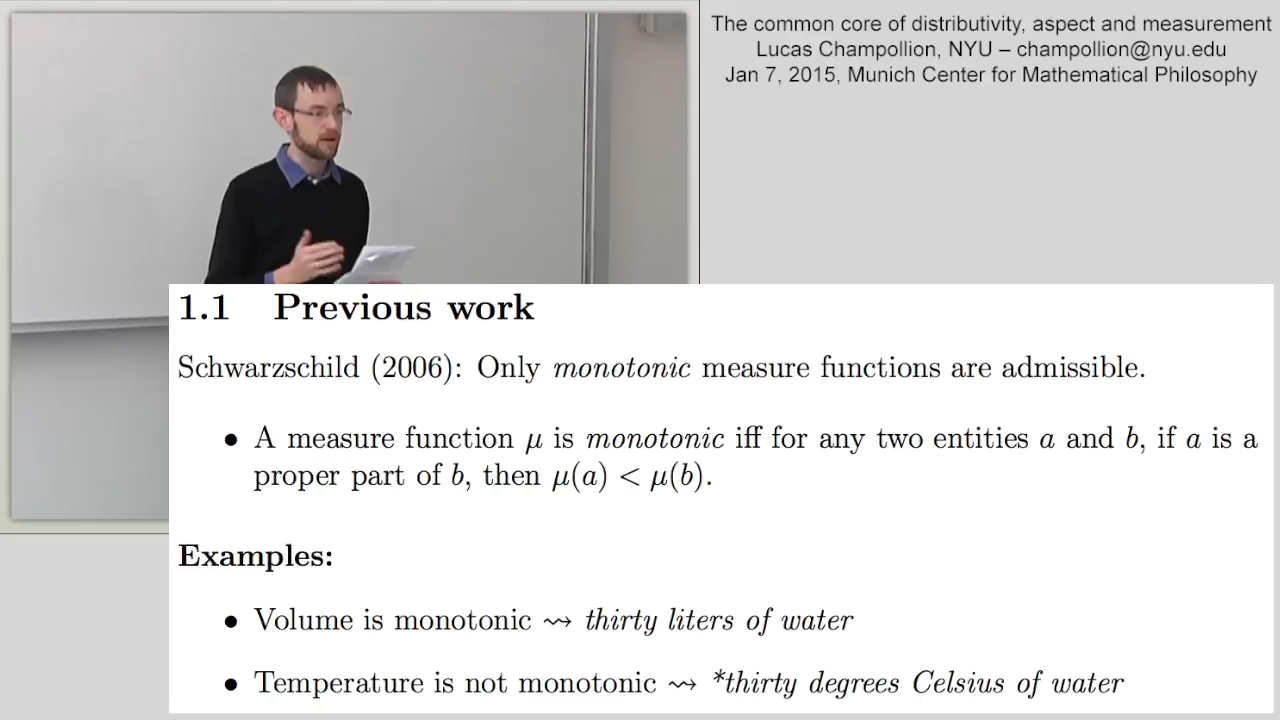 The common core of distributivity, aspect and measurement
Lucas Champollion, NYU – champollion@nyu.edu
Jan 7, 2015, Munich Center for Mathematical Philosophy
1.1 Previous work
Schwarzschild (2006): Only monotonic measure functions are admissible.
• A measure function μ is monotonic iff for any two entities a and b, if a is a
proper part of b, then μ(a) < μ(b).
Examples:
• Volume is monotonic ⇝ thirty liters of water
• Temperature is not monotonic ⇝ *thirty degrees Celsius of water